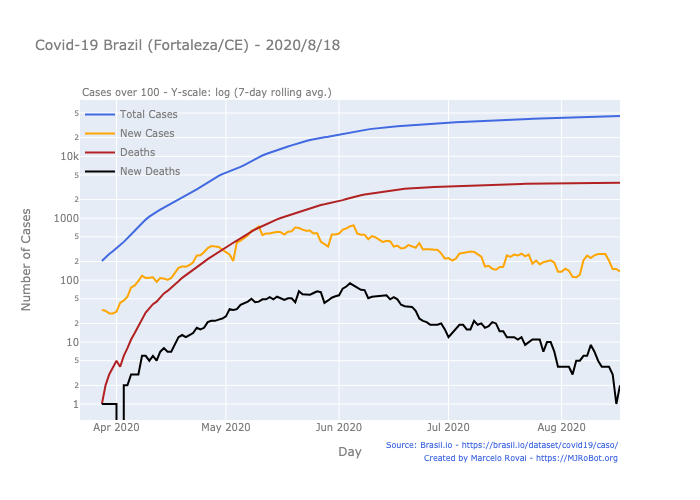 Covid-19 Brazil (Fortaleza/CE) - 2020/8/18
Cases over 100 - Y-scale: log (7-day rolling avg.)
Total Cases
New Cases
Deaths
New Deaths
Number of Cases
5
2
10k
5
2
1000
5
2
100
5
2
10
5
2
1
Apr 2020
May 2020
Jun 2020
Jul 2020
Aug 2020
Day
Source: Brasil.io - https://brasil.io/dataset/covid19/caso/
Created by Marcelo Rovai - https://MJRoBot.org